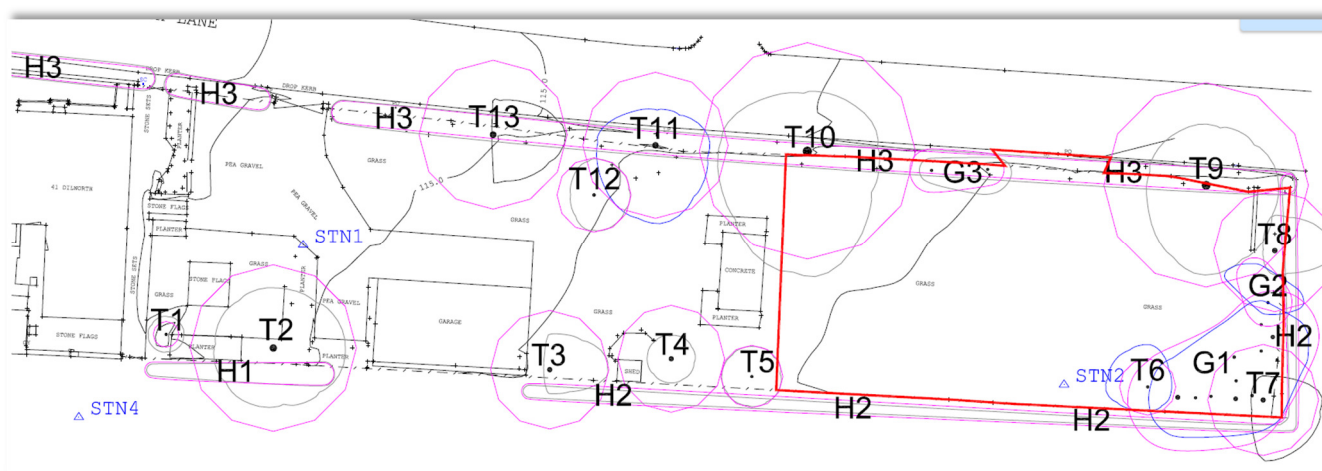 LANE
H3
DROP KERB
H3
DROP KERB
H3
T13
115.0
T11
T10
H3
G3
H3
T9
STONE SETS
PLANTER
PEA GRAVEL
GRASS
115.0
T12
41 DILWORTH
PEA GRAVEL
STONE FLAGS
PLANTER
STN1
GRASS
PLANTER
T8
STONE SETS
STONE FLAGS
PLANTER
CONCRETE
GRASS
GRASS
G2
GRASS
PEA GRAVEL
GARAGE
GRASS
PLANTER
STONE FLAGS
T1
PLANTER
T2
PLANTER
H1
T3
SHED
T4
T5
H2
STN2
T6
G1
T7
H2
H2
H2
STN4